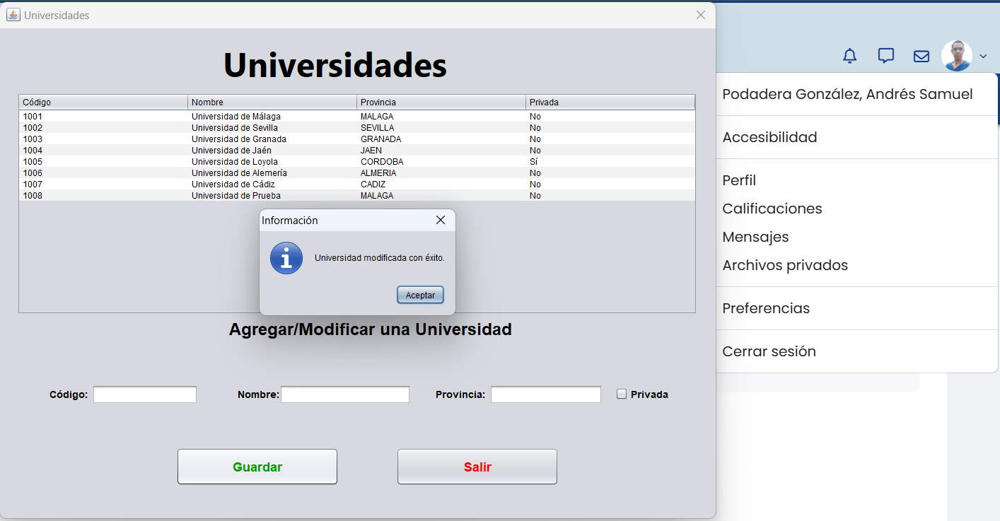 Universidades
Universidades
Código Nombre Provincia Privada
1001 Universidad de Málaga MALAGA No
1002 Universidad de Sevilla SEVILLA No
1003 Universidad de Granada GRANADA No
1004 Universidad de Jaén JAEN No
1005 Universidad de Loyola CORDOBA Sí
1006 Universidad de Alemería ALMERIA No
1007 Universidad de Cádiz CADIZ No
1008 Universidad de Prueba MALAGA No
Información
Universidad modificada con éxito.
Aceptar
Agregar/Modificar una Universidad
Código: Nombre: Provincia: Privada
Guardar Salir
Podadera González, Andrés Samuel
Accesibilidad
Perfil
Calificaciones
Mensajes
Archivos privados
Preferencias
Cerrar sesión